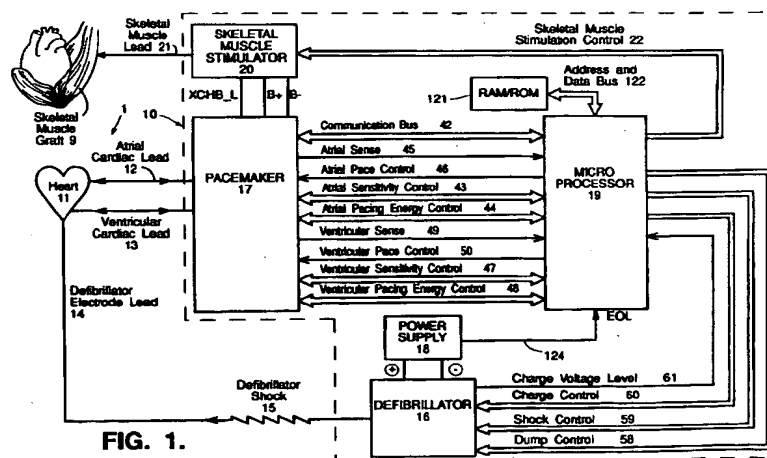 Skeletal
Muscle
Lead 21
SKELETAL
MUSCLE
STIMULATOR
20
Skeletal Muscle
Stimulation Control 22
Address and
Data Bus 122
121
RAM/ROM
XCHB_L
B+
B-
Skeletal
Muscle
Graft 9
1
10
Atrial
Cardiac Lead
12
Heart
11
Ventricular
Cardiac Lead
13
PACEMAKER
17
Communication Bus 42
Atrial Sense 45
Atrial Pace Control 46
Atrial Sensitivity Control 43
Atrial Pacing Energy Control 44
Ventricular Sense 49
Ventricular Pace Control 50
Ventricular Sensitivity Control 47
Ventricular Pacing Energy Control 48
MICRO
PROCESSOR
19
EOL
Defibrillator
Electrode Lead
14
POWER
SUPPLY
18
124
+
-
Defibrillator
Shock
15
DEFIBRILLATOR
16
Charge Voltage Level 61
Charge Control 60
Shock Control 59
Dump Control 58
FIG. 1.